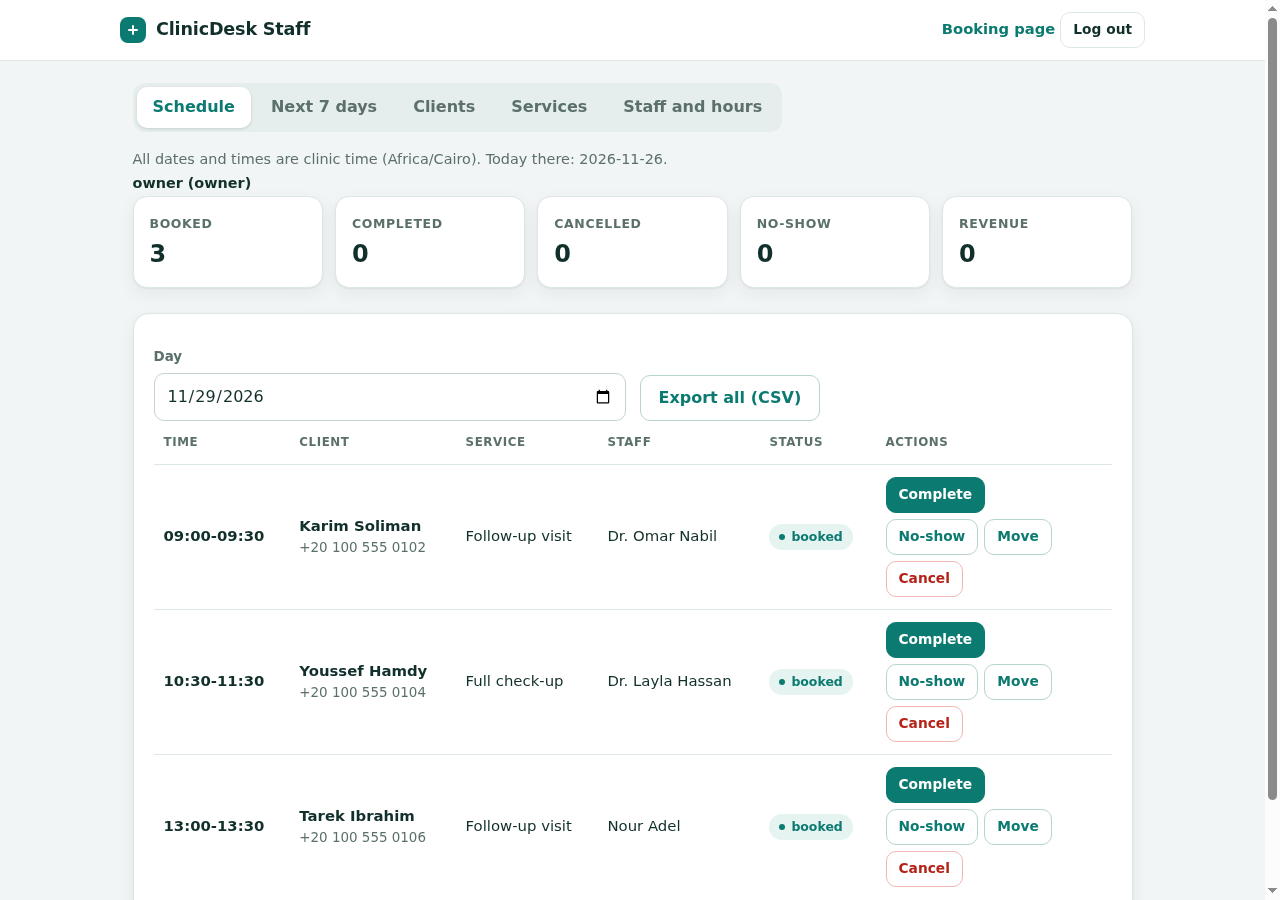 + ClinicDesk Staff
Booking page Log out
Schedule Next 7 days Clients Services Staff and hours
All dates and times are clinic time (Africa/Cairo). Today there: 2026-11-26.
owner (owner)
BOOKED COMPLETED CANCELLED NO-SHOW REVENUE
3 0 0 0 0
Day
11/29/2026 Export all (CSV)
TIME CLIENT SERVICE STAFF STATUS ACTIONS
Complete
09:00-09:30 Karim Soliman Follow-up visit Dr. Omar Nabil booked No-show Move
+20 100 555 0102
Cancel
Complete
10:30-11:30 Youssef Hamdy Full check-up Dr. Layla Hassan booked No-show Move
+20 100 555 0104
Cancel
Complete
13:00-13:30 Tarek Ibrahim Follow-up visit Nour Adel booked No-show Move
+20 100 555 0106
Cancel